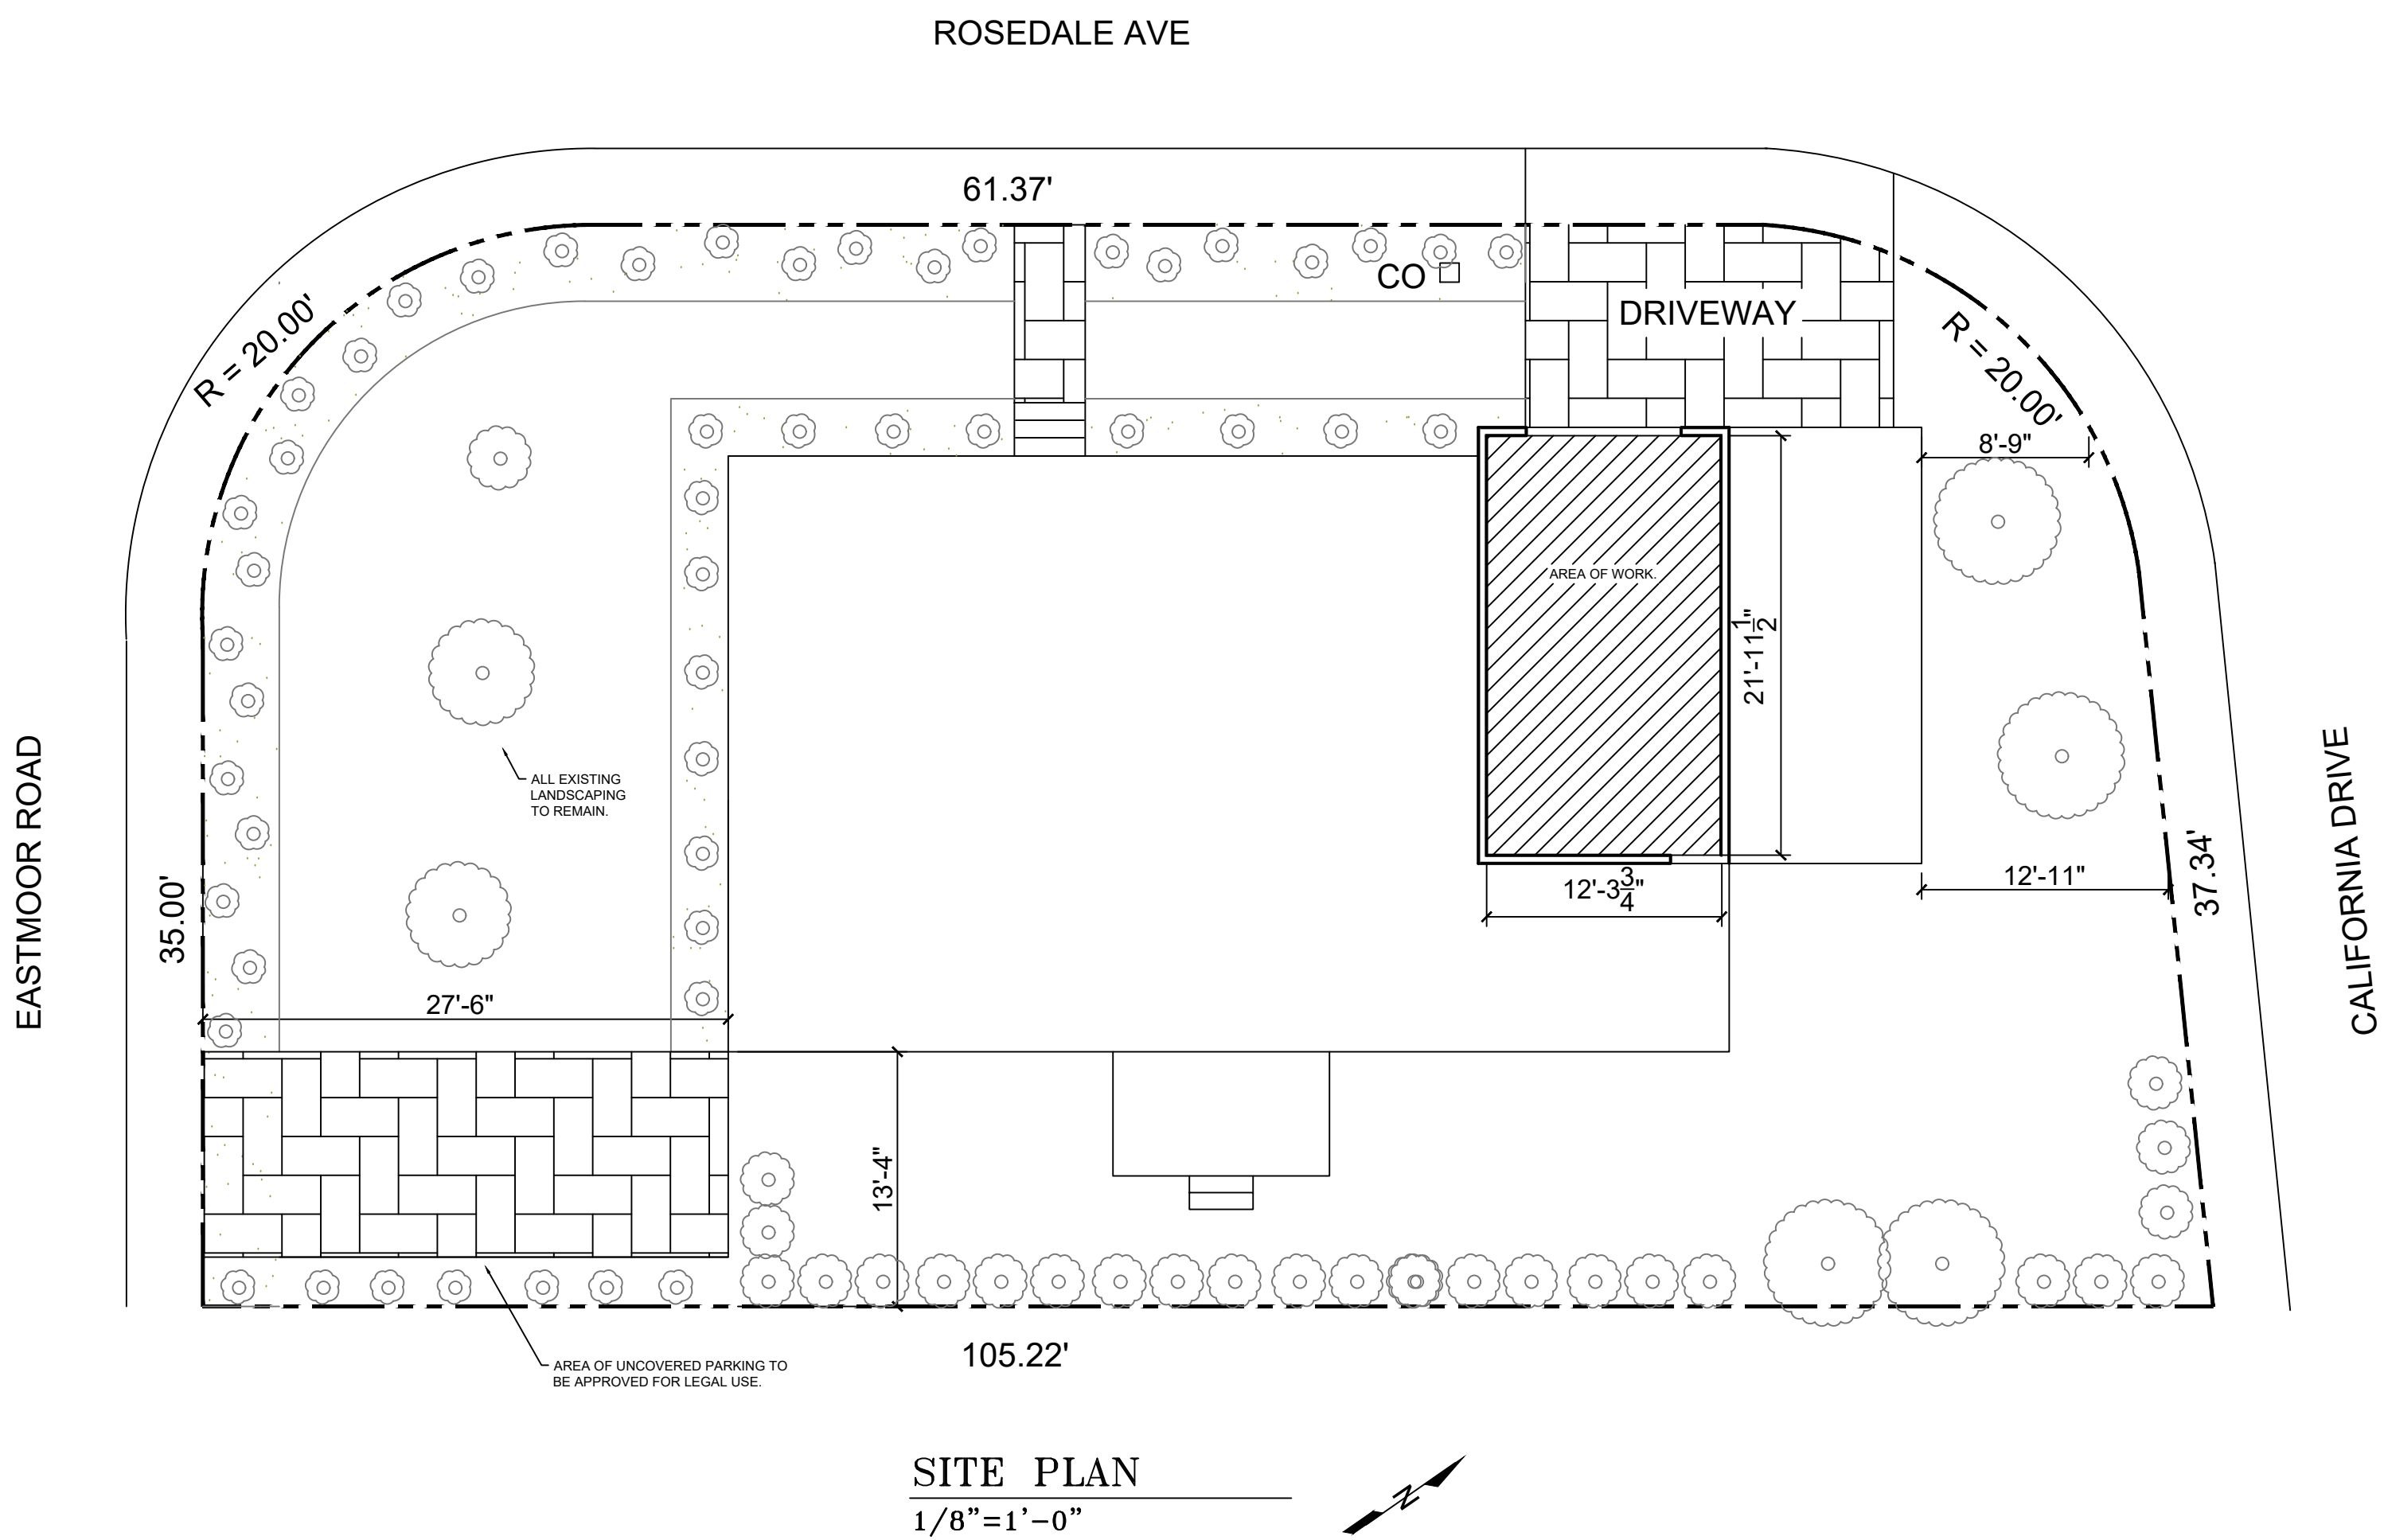 ROSEDALE AVE
61.37'
R = 20.00'
CO
DRIVEWAY
R = 20.00'
8'-9"
AREA OF WORK.
21'-11 1/2"
ALL EXISTING
LANDSCAPING
TO REMAIN.
EASTMOOR ROAD
35.00'
12'-3 3/4"
12'-11"
37.34'
CALIFORNIA DRIVE
27'-6"
13'-4"
105.22'
AREA OF UNCOVERED PARKING TO
BE APPROVED FOR LEGAL USE.
SITE PLAN
1/8"=1'-0"
N